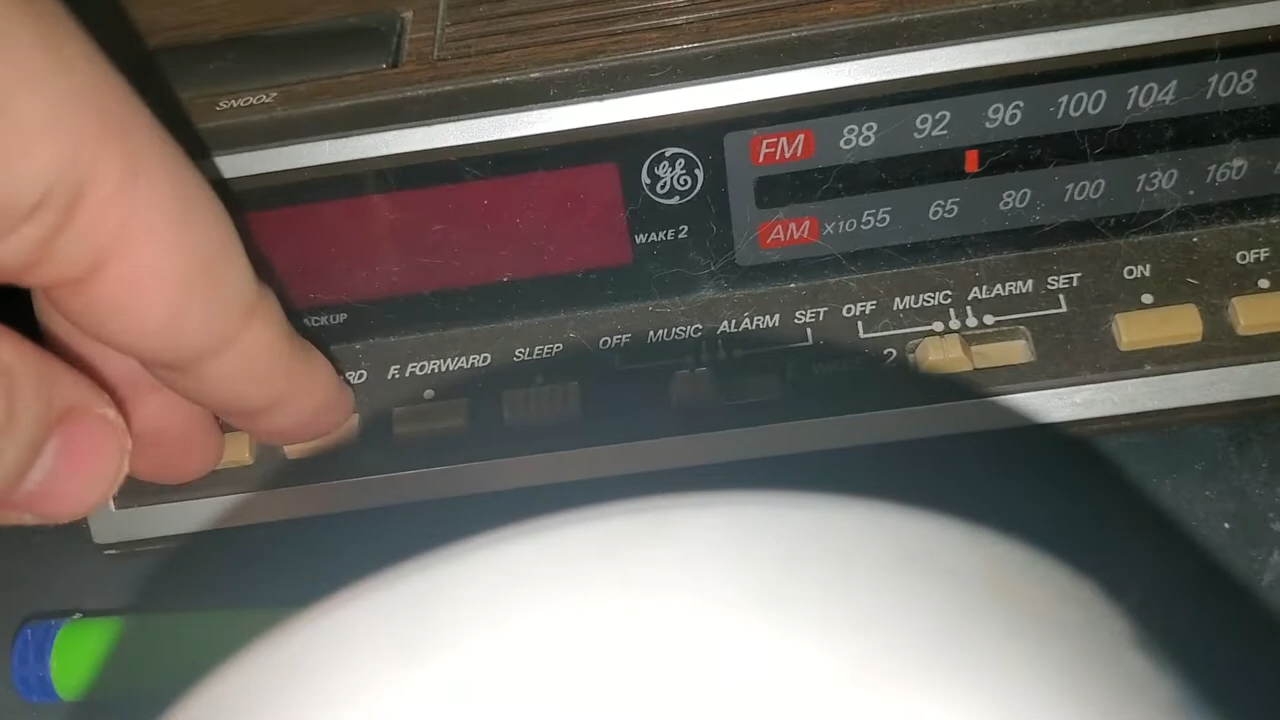 SNOOZ
GE
WAKE 2
FM 88 92 96 100 104 108
AM X10 55 65 80 100 130 160
ACKUP
RD F. FORWARD SLEEP
OFF MUSIC ALARM SET
OFF MUSIC ALARM SET
2
ON
OFF